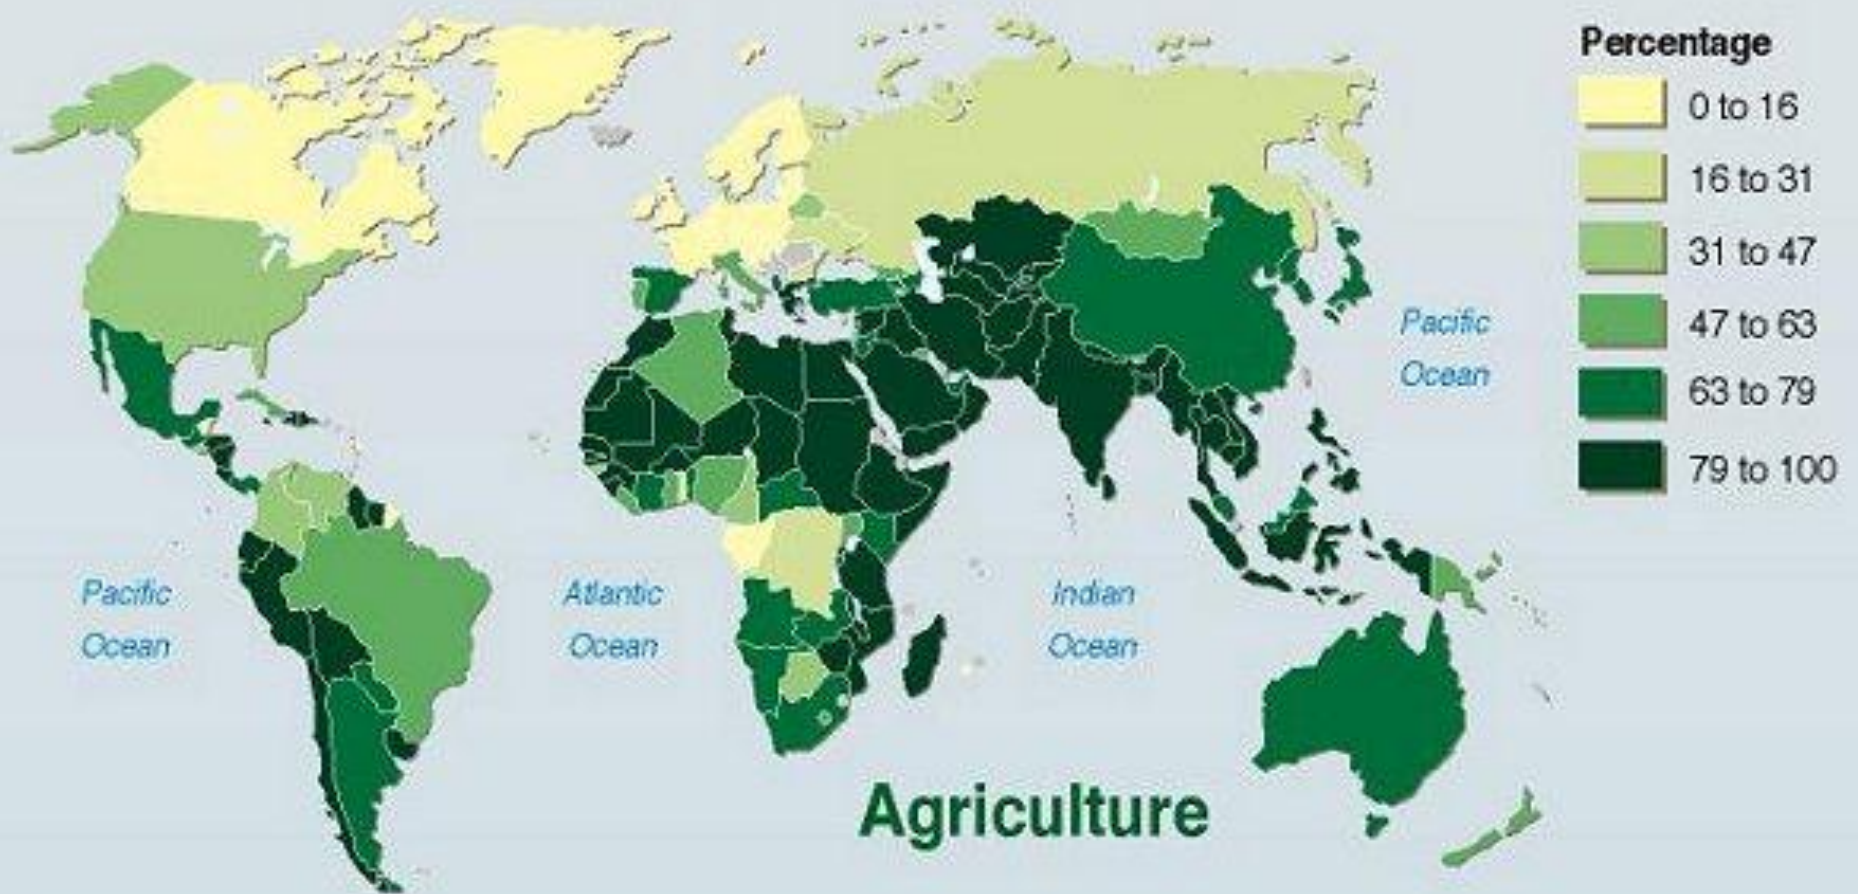 Percentage
0 to 16
16 to 31
31 to 47
47 to 63
63 to 79
79 to 100
Pacific
Ocean
Pacific
Ocean
Atlantic
Ocean
Indian
Ocean
Agriculture